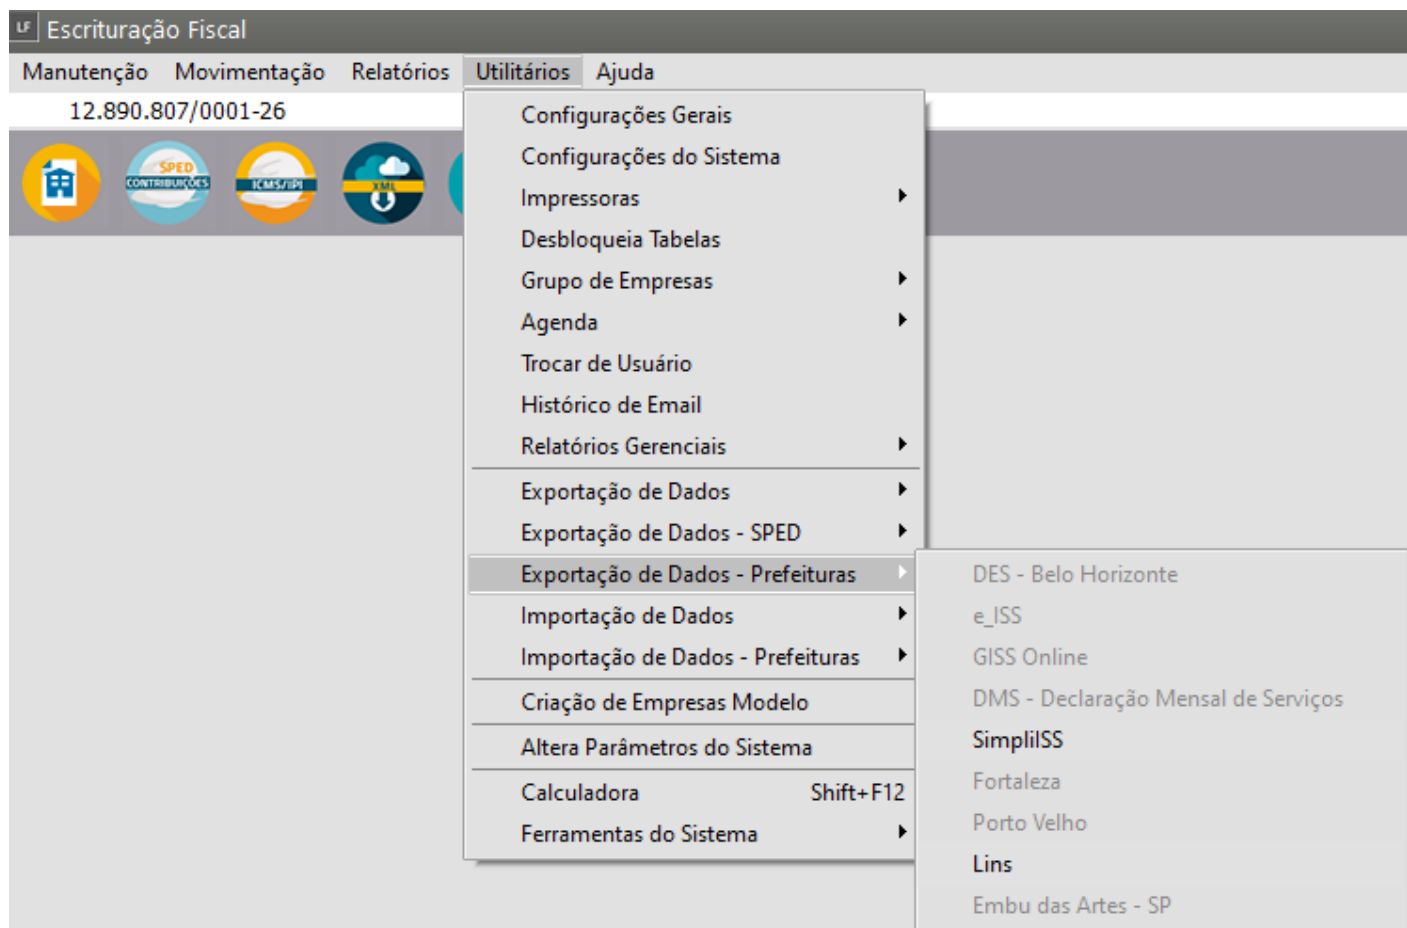 LF Escrituração Fiscal
Manutenção Movimentação Relatórios Utilitários Ajuda
12.890.807/0001-26
SPED
CONTRIBUIÇÕES
ICMS/IPI
XML
Configurações Gerais
Configurações do Sistema
Impressoras
Desbloqueia Tabelas
Grupo de Empresas
Agenda
Trocar de Usuário
Histórico de Email
Relatórios Gerenciais
Exportação de Dados
Exportação de Dados - SPED
Exportação de Dados - Prefeituras
Importação de Dados
Importação de Dados - Prefeituras
Criação de Empresas Modelo
Altera Parâmetros do Sistema
Calculadora Shift+F12
Ferramentas do Sistema
DES - Belo Horizonte
e_ISS
GISS Online
DMS - Declaração Mensal de Serviços
SimplilSS
Fortaleza
Porto Velho
Lins
Embu das Artes - SP